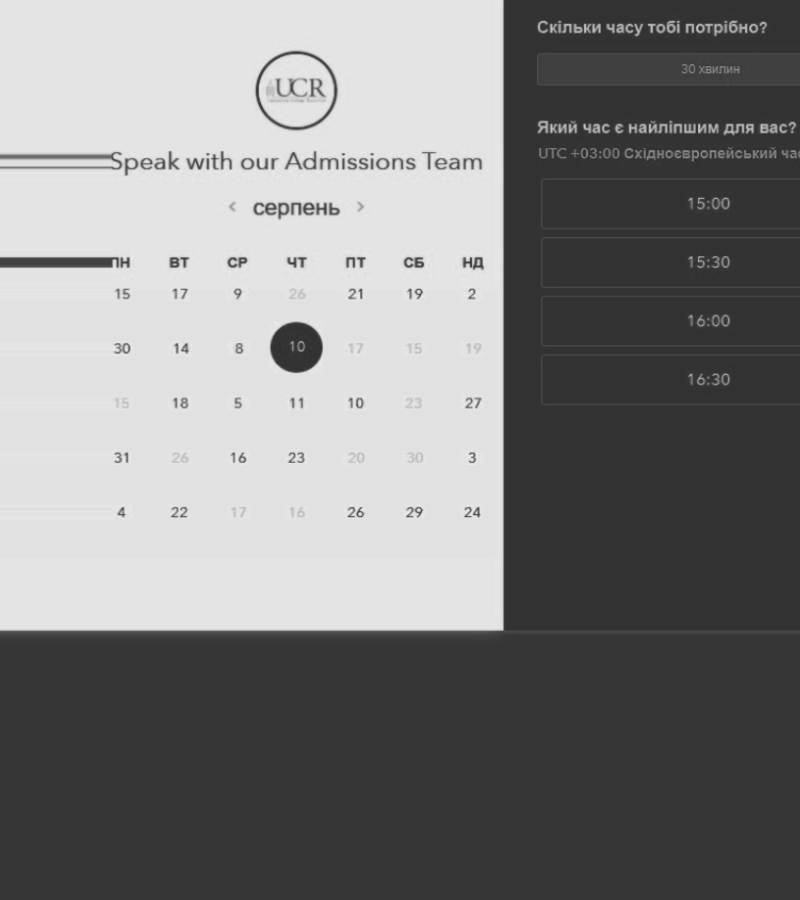 UCR
Speak with our Admissions Team
серпень
ПН ВТ СР ЧТ ПТ СБ НД
15 17 9 26 21 19 2
30 14 8 10 17 15 19
15 18 5 11 10 23 27
31 26 16 23 20 30 3
4 22 17 16 26 29 24
Скільки часу тобі потрібно?
30 хвилин
Який час є найліпшим для вас?
UTC +03:00 Східноєвропейський
15:00
15:30
16:00
16:30